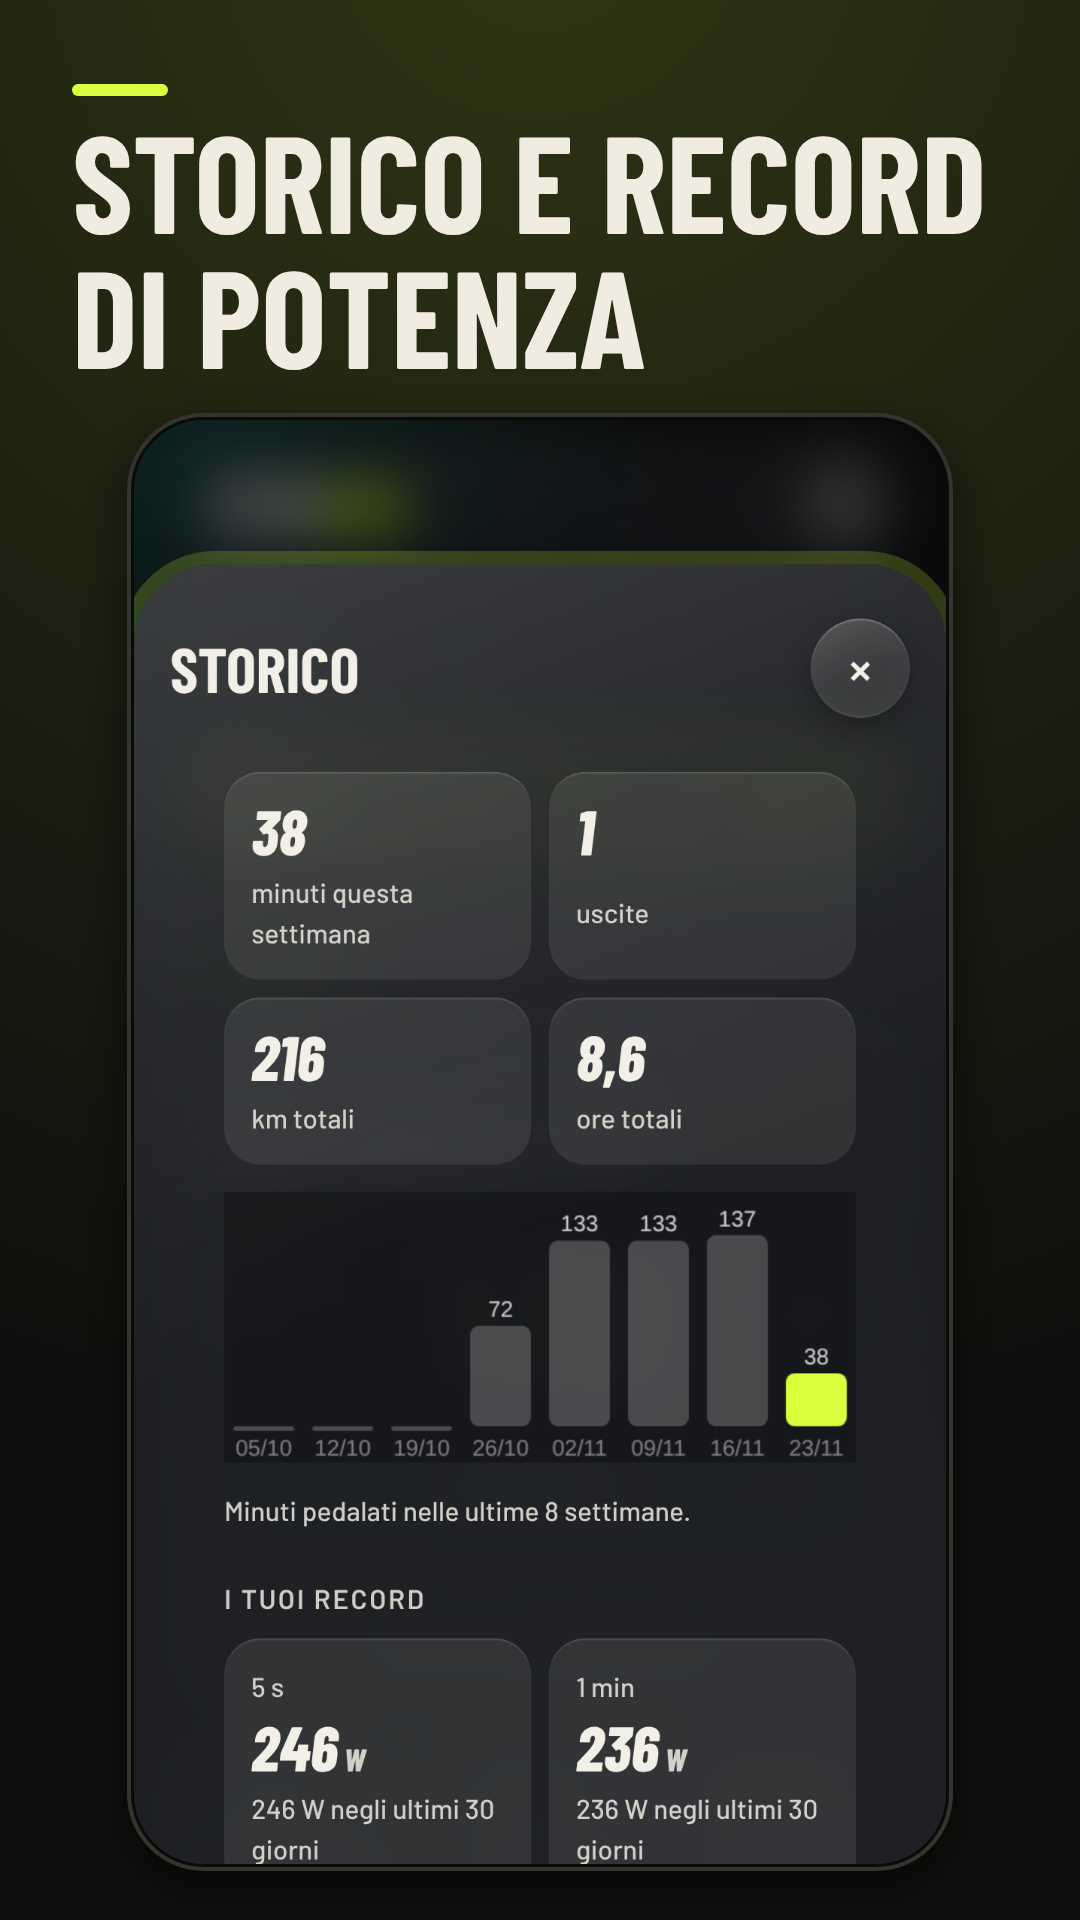 STORICO E RECORD
DI POTENZA
STORICO
×
38
minuti questa
settimana
1
uscite
216
km totali
8,6
ore totali
133
133
137
72
38
05/10 12/10 19/10 26/10 02/11 09/11 16/11 23/11
Minuti pedalati nelle ultime 8 settimane.
I TUOI RECORD
5 s
246 W
246 W negli ultimi 30
giorni
1 min
236 W
236 W negli ultimi 30
giorni